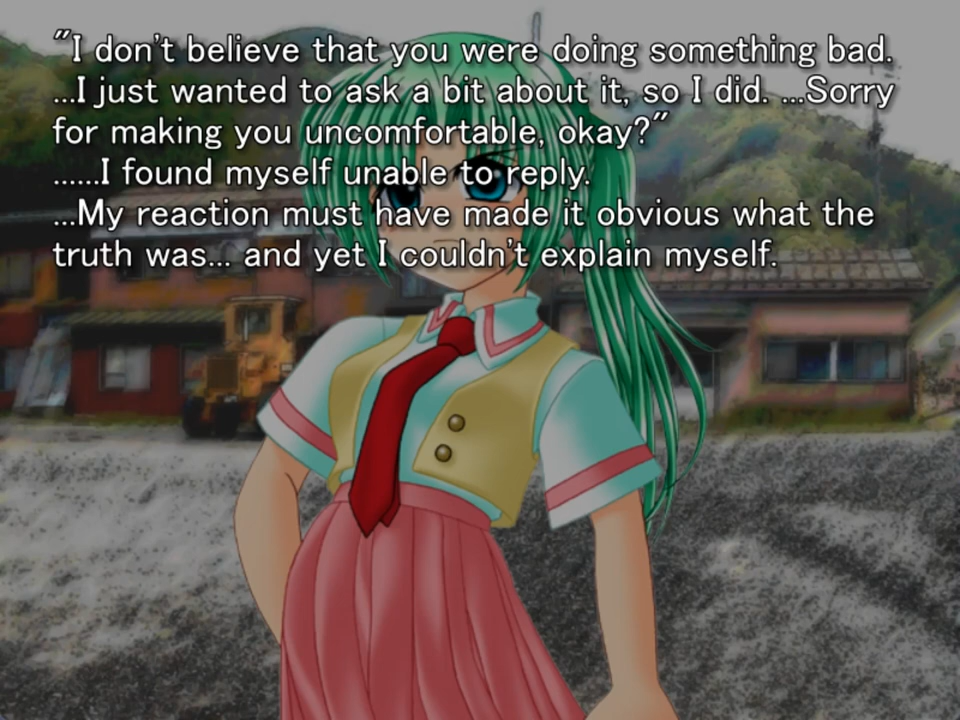 "I don't believe that you were doing something bad.
...I just wanted to ask a bit about it, so I did. ...Sorry
for making you uncomfortable, okay?"
......I found myself unable to reply.
...My reaction must have made it obvious what the
truth was... and yet I couldn't explain myself.